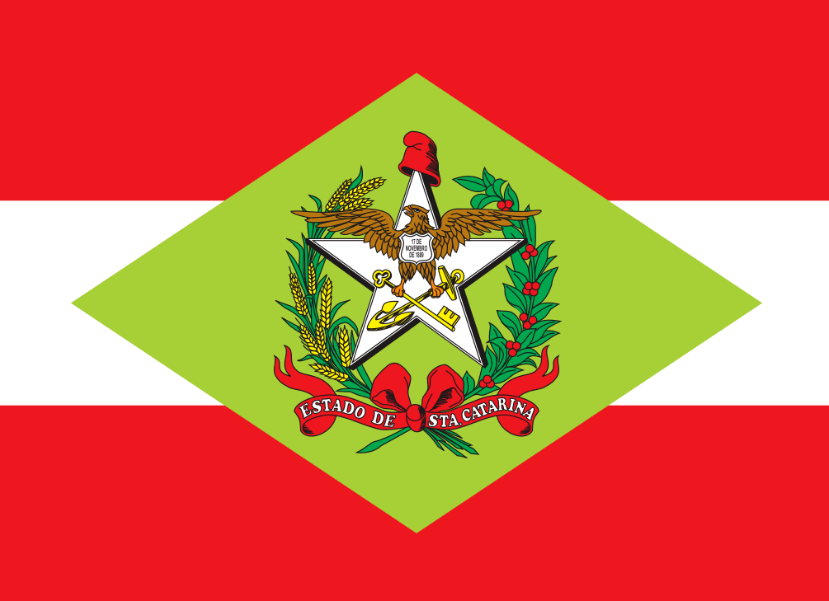 17 DE
NOVEMBRO
DE 1889
ESTADO DE STA. CATARINA